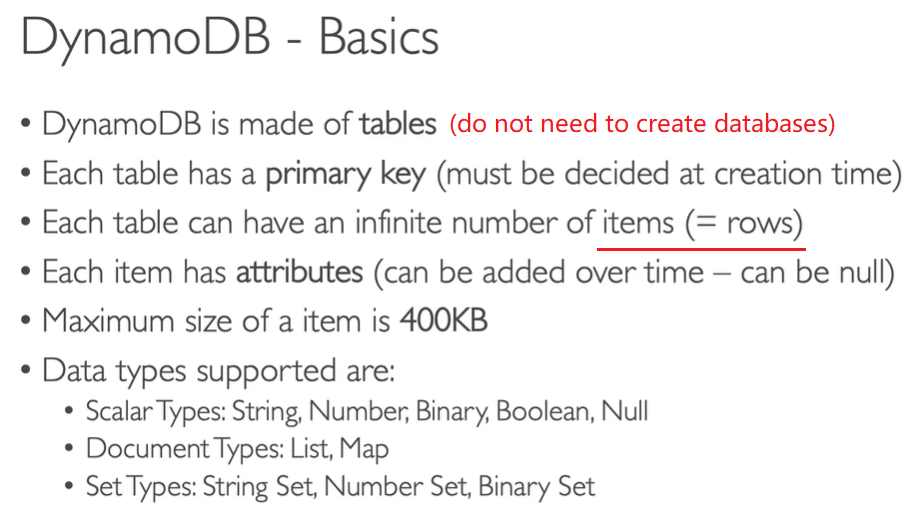 DynamoDB - Basics
• DynamoDB is made of tables (do not need to create databases)
• Each table has a primary key (must be decided at creation time)
• Each table can have an infinite number of items (= rows)
• Each item has attributes (can be added over time – can be null)
• Maximum size of a item is 400KB
• Data types supported are:
• Scalar Types: String, Number, Binary, Boolean, Null
• Document Types: List, Map
• Set Types: String Set, Number Set, Binary Set